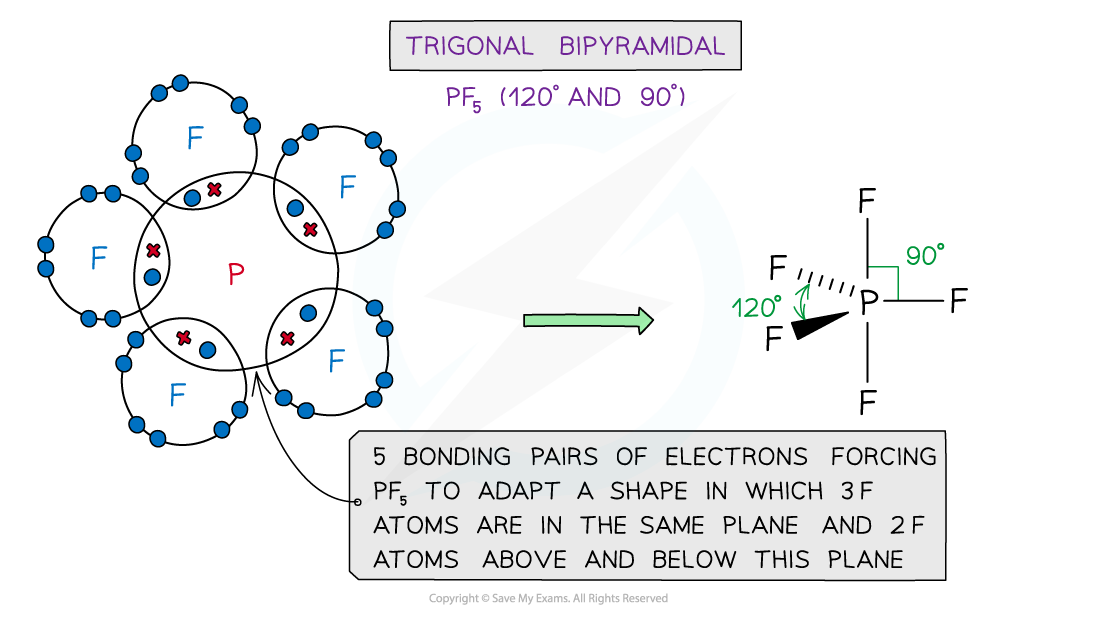 TRIGONAL BIPYRAMIDAL
PF₅ (120° AND 90°)
F
F
F
P
F
F
F
F
90°
P
F
120°
F
F
5 BONDING PAIRS OF ELECTRONS FORCING
PF₅ TO ADAPT A SHAPE IN WHICH 3F
ATOMS ARE IN THE SAME PLANE AND 2F
ATOMS ABOVE AND BELOW THIS PLANE
Copyright © Save My Exams. All Rights Reserved